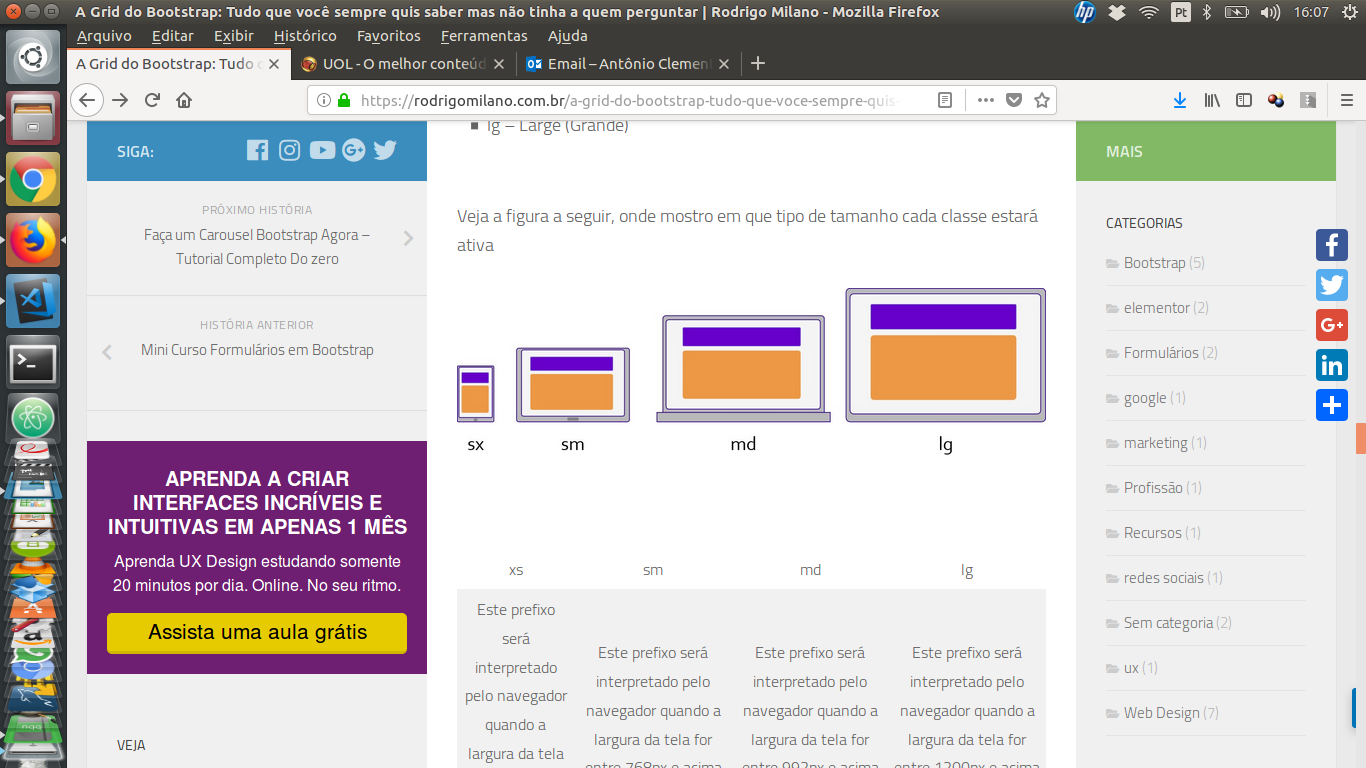 A Grid do Bootstrap: Tudo que você sempre quis saber mas não tinha a quem perguntar | Rodrigo Milano - Mozilla Firefox
Pt
16:07
Arquivo Editar Exibir Histórico Favoritos Ferramentas Ajuda
A Grid do Bootstrap: Tudo
UOL - O melhor conteúd
Email – Antônio Clement
https://rodrigomilano.com.br/a-grid-do-bootstrap-tudo-que-voce-sempre-quis-
SIGA:
PRÓXIMO HISTÓRIA
Faça um Carousel Bootstrap Agora –
Tutorial Completo Do zero
HISTÓRIA ANTERIOR
Mini Curso Formulários em Bootstrap
APRENDA A CRIAR
INTERFACES INCRÍVEIS E
INTUITIVAS EM APENAS 1 MÊS
Aprenda UX Design estudando somente
20 minutos por dia. Online. No seu ritmo.
Assista uma aula grátis
VEJA
lg – Large (Grande)
Veja a figura a seguir, onde mostro em que tipo de tamanho cada classe estará
ativa
sx sm md lg
xs sm md lg
Este prefixo
será
interpretado
pelo navegador
quando a
largura da tela
Este prefixo será
interpretado pelo
navegador quando a
largura da tela for
entre 768px e acima
Este prefixo será
interpretado pelo
navegador quando a
largura da tela for
entre 992px e acima
Este prefixo será
interpretado pelo
navegador quando a
largura da tela for
entre 1200px e acima
MAIS
CATEGORIAS
Bootstrap (5)
elementor (2)
Formulários (2)
google (1)
marketing (1)
Profissão (1)
Recursos (1)
redes sociais (1)
Sem categoria (2)
ux (1)
Web Design (7)